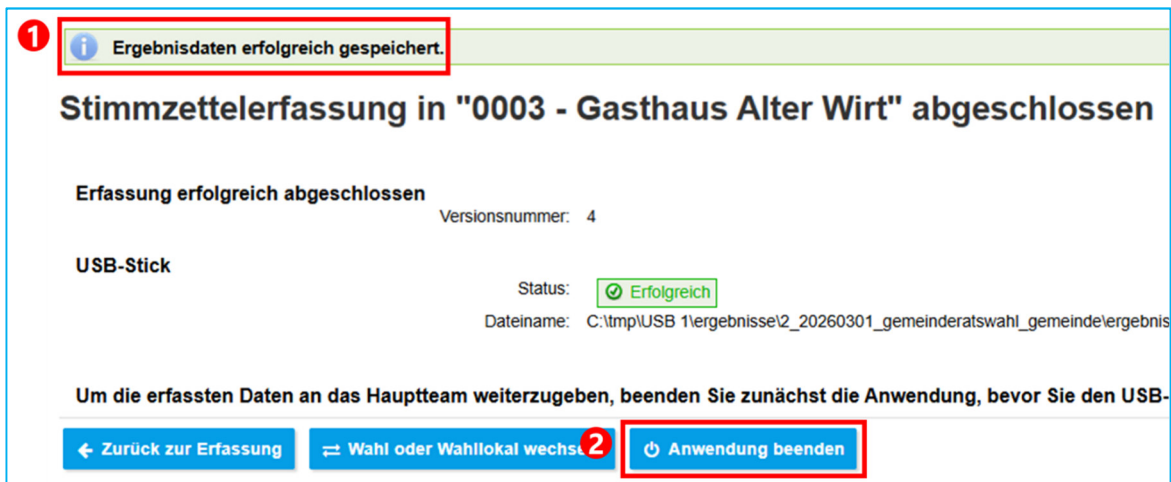 1
Ergebnisdaten erfolgreich gespeichert.
Stimmzettelerfassung in "0003 - Gasthaus Alter Wirt" abgeschlossen
Erfassung erfolgreich abgeschlossen
Versionsnummer: 4
USB-Stick
Status: Erfolgreich
Dateiname: C:\tmp\USB 1\ergebnisse\2_20260301_gemeinderatswahl_gemeinde\ergebnis
Um die erfassten Daten an das Hauptteam weiterzugeben, beenden Sie zunächst die Anwendung, bevor Sie den USB-
Zurück zur Erfassung Wahl oder Wahllokal wechse 2 Anwendung beenden